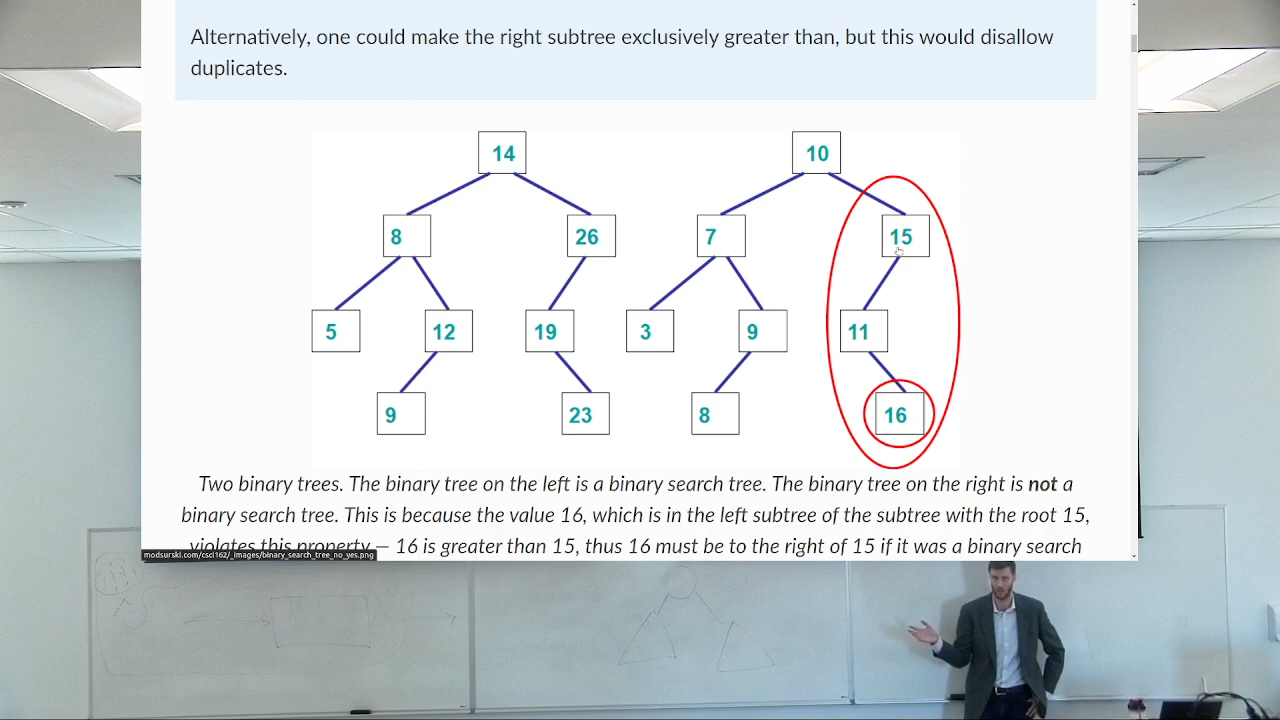 Alternatively, one could make the right subtree exclusively greater than, but this would disallow
duplicates.
14
10
8
26
7
15
5
12
19
3
9
11
9
23
8
16
Two binary trees. The binary tree on the left is a binary search tree. The binary tree on the right is not a
binary search tree. This is because the value 16, which is in the left subtree of the subtree with the root 15,
violates this property — 16 is greater than 15, thus 16 must be to the right of 15 if it was a binary search
modsurski.com/csci162/_images/binary_search_tree_no_yes.png